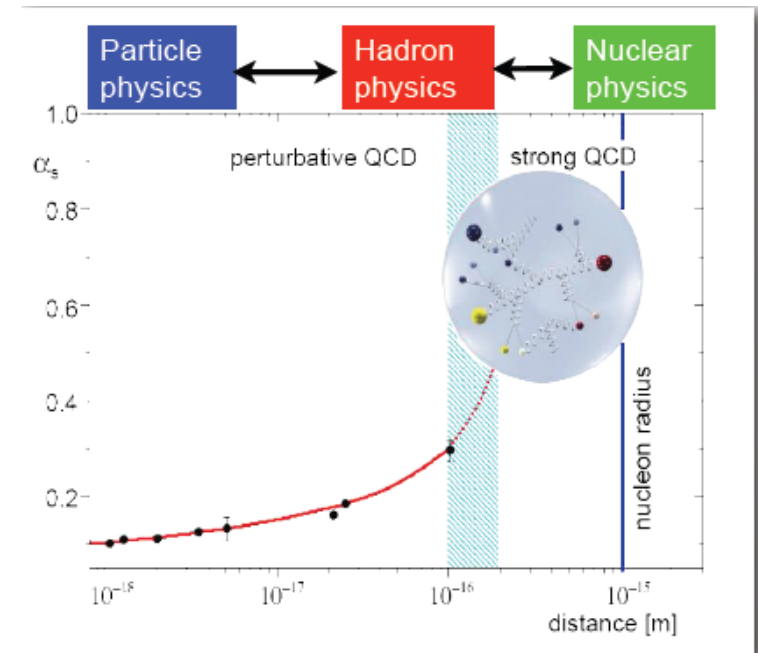 Particle
physics
Hadron
physics
Nuclear
physics
1.0
αs
perturbative QCD
strong QCD
0.8
0.6
0.4
0.2
nucleon radius
10⁻¹⁸
10⁻¹⁷
10⁻¹⁶
10⁻¹⁵
distance [m]